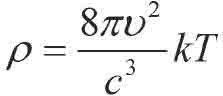 ρ = 8πυ² / c³ kT